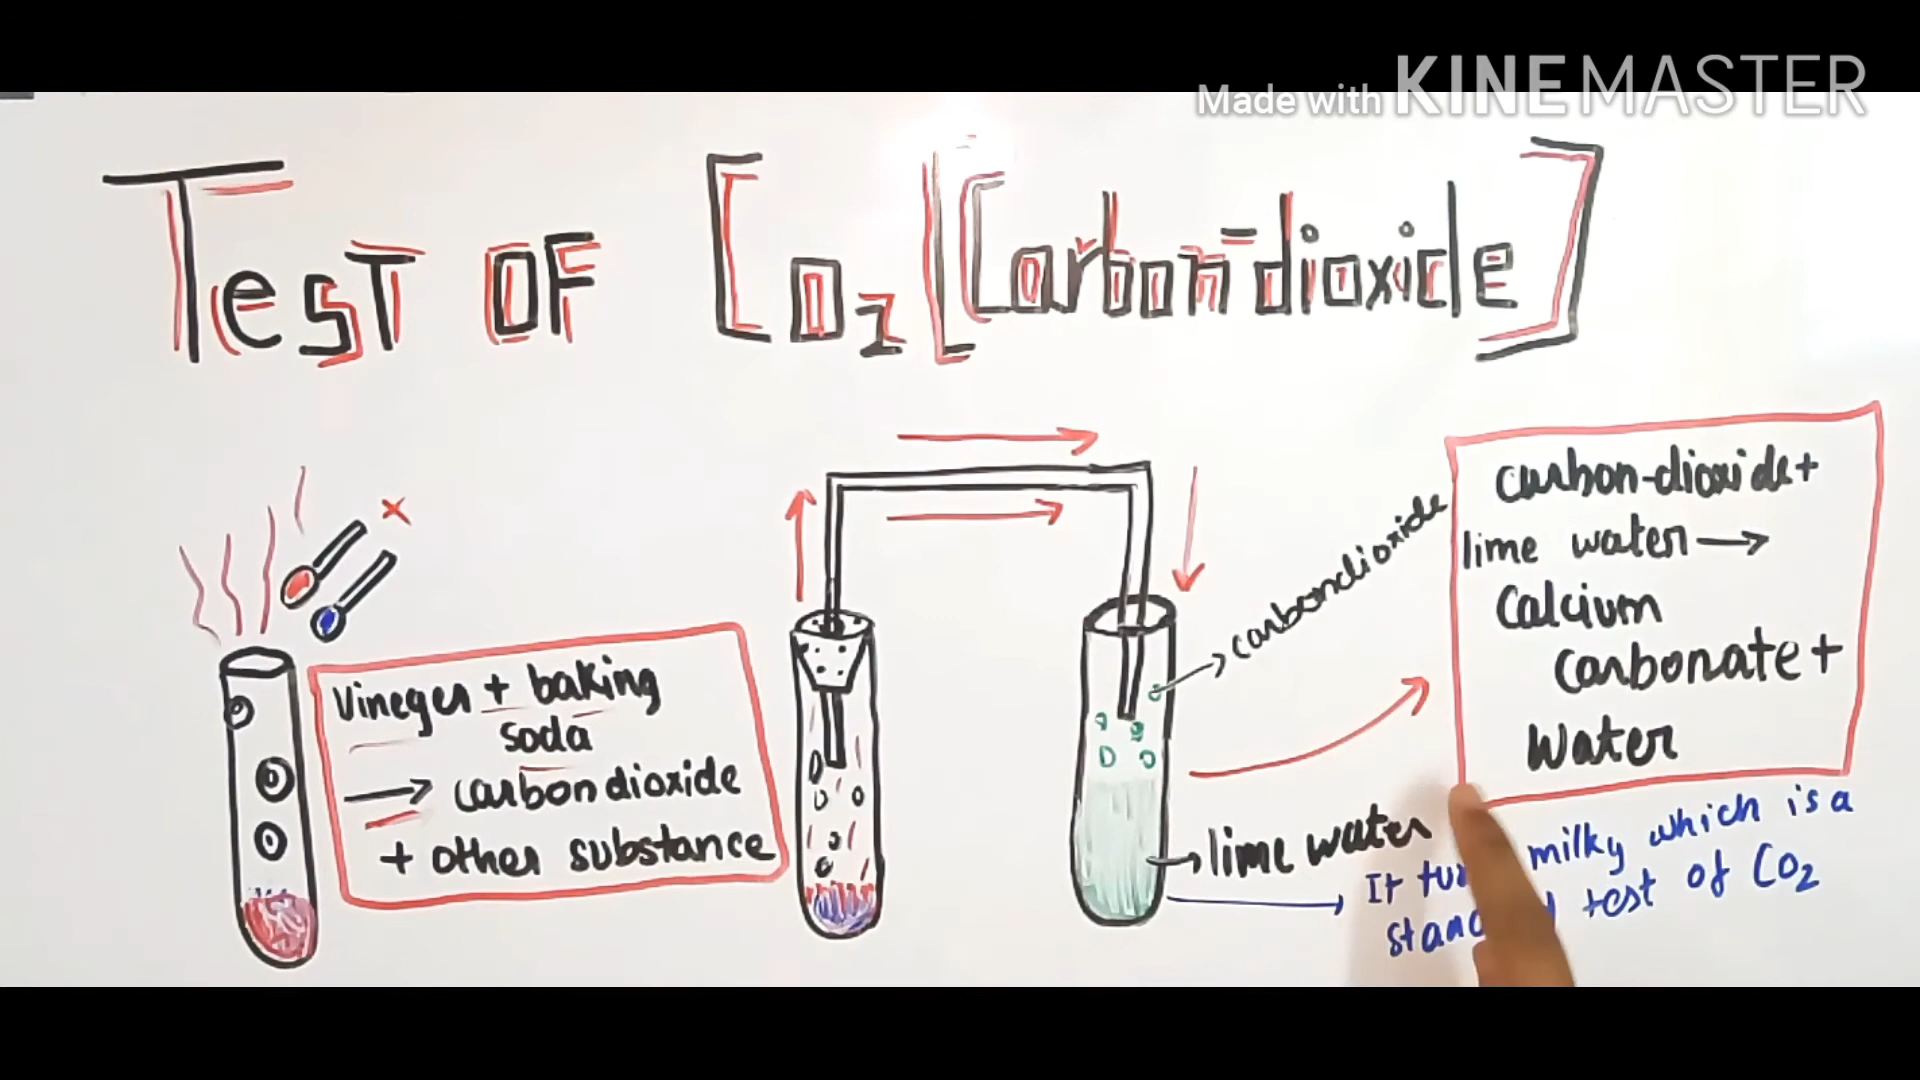 Made with KINEMASTER
TesT OF [CO2 [Carbon=dioxide]
carbon-dioxide+
lime water→
Calcium
carbonate+
Water
carbondioxide
Vineger + baking
soda
→ carbondioxide
+ other substance
→lime water
→ It milky which is a
test of CO2